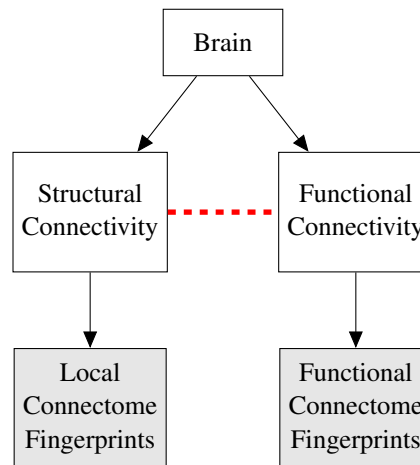 Brain
Structural
Connectivity
Functional
Connectivity
Local
Connectome
Fingerprints
Functional
Connectome
Fingerprints